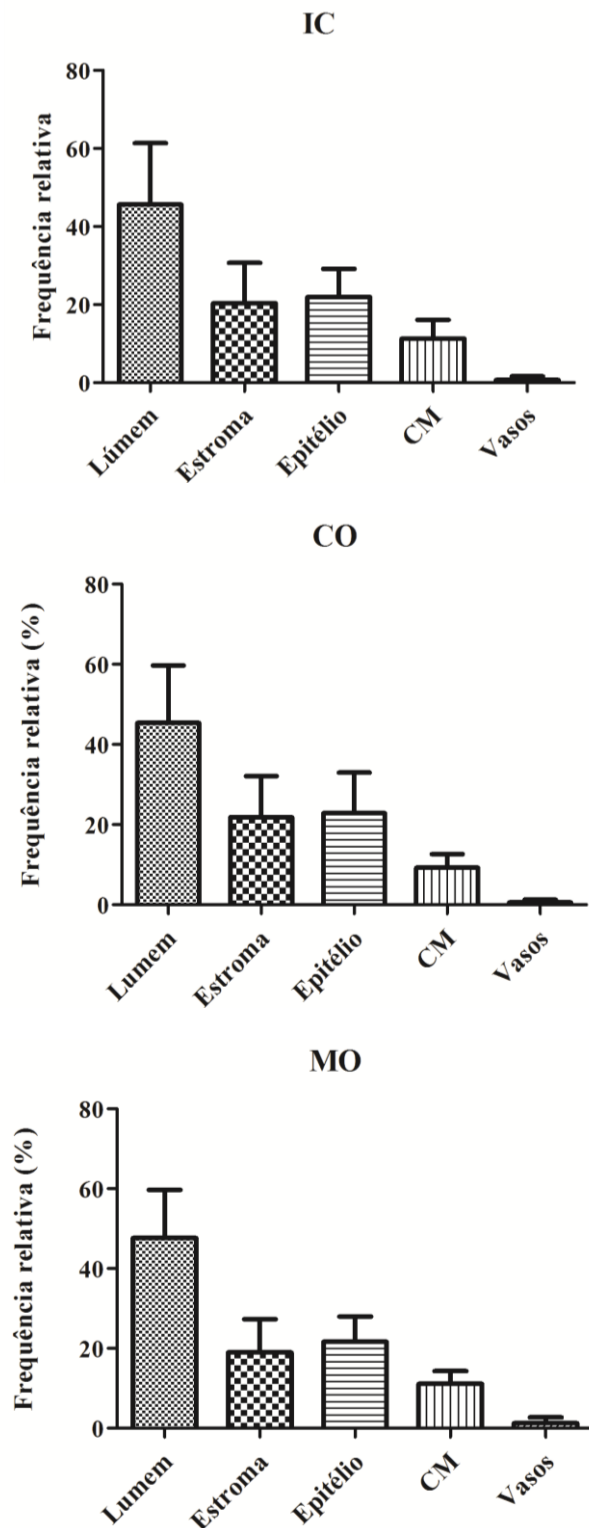 IC
Frequência relativa
80
60
40
20
0
Lúmem
Estroma
Epitélio
CM
Vasos
CO
Frequência relativa (%)
80
60
40
20
0
Lumem
Estroma
Epitélio
CM
Vasos
MO
Frequência relativa (%)
80
60
40
20
0
Lumem
Estroma
Epitélio
CM
Vasos